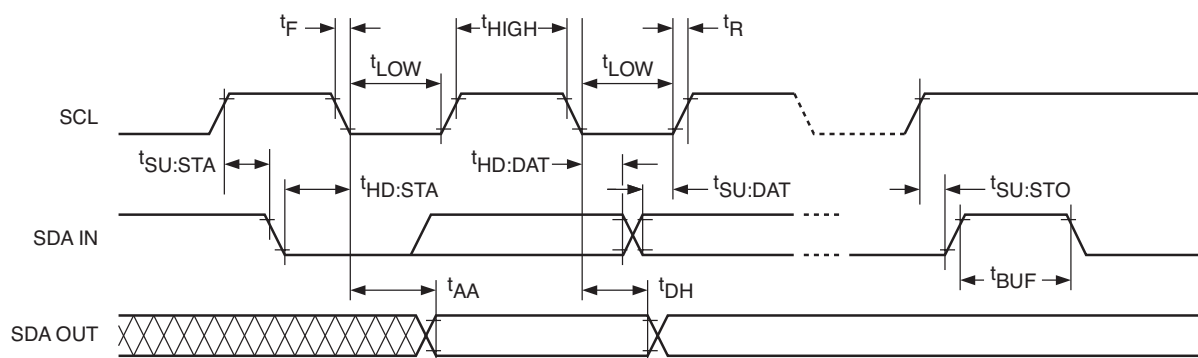 tF
tHIGH
tR
tLOW
tLOW
SCL
tSU:STA
tHD:STA
tHD:DAT
tSU:DAT
tSU:STO
SDA IN
tAA
tDH
tBUF
SDA OUT